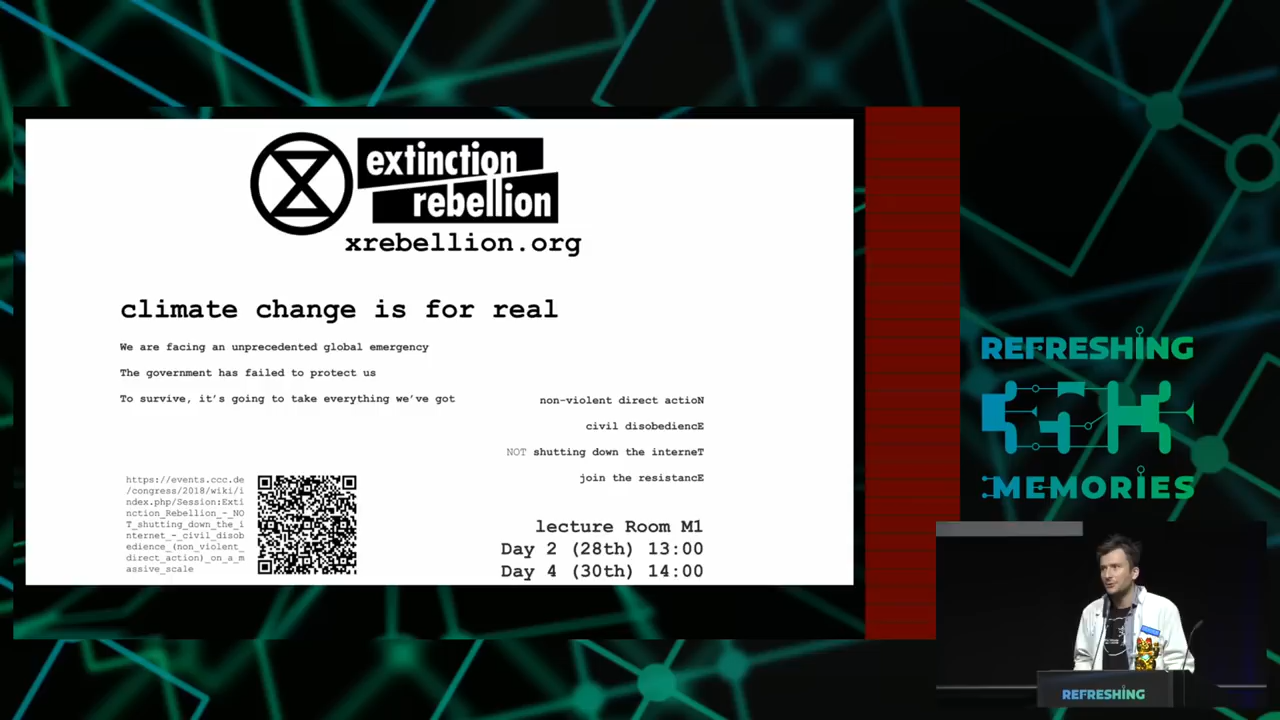 extinction
rebellion
xrebellion.org
climate change is for real
We are facing an unprecedented global emergency
The government has failed to protect us
To survive, it's going to take everything we've got
non-violent direct actioN
civil disobediencE
NOT shutting down the interneT
join the resistancE
https://events.ccc.de
/congress/2018/wiki/i
ndex.php/Session:Exti
nction_Rebellion_-_NO
T_shutting_down_the_i
nternet_-_civil_disob
edience_(non_violent_
direct_action)_on_a_m
assive_scale
lecture Room M1
Day 2 (28th) 13:00
Day 4 (30th) 14:00
REFRESHING
35C3
MEMORIES
REFRESHING